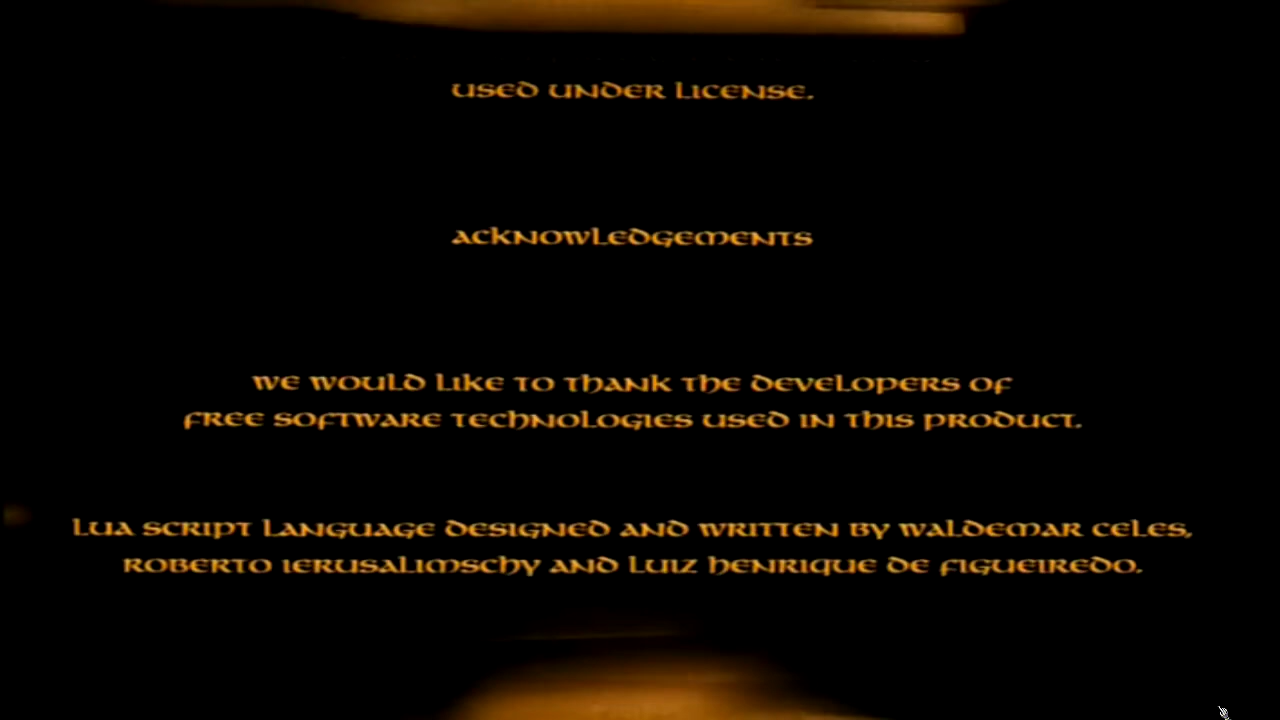 used under license.
acknowledgements
we would like to thank the developers of
free software technologies used in this product.
Lua script Language designed and written by waldemar celes,
roberto ierusalimschy and Luiz henrique de figueiredo.